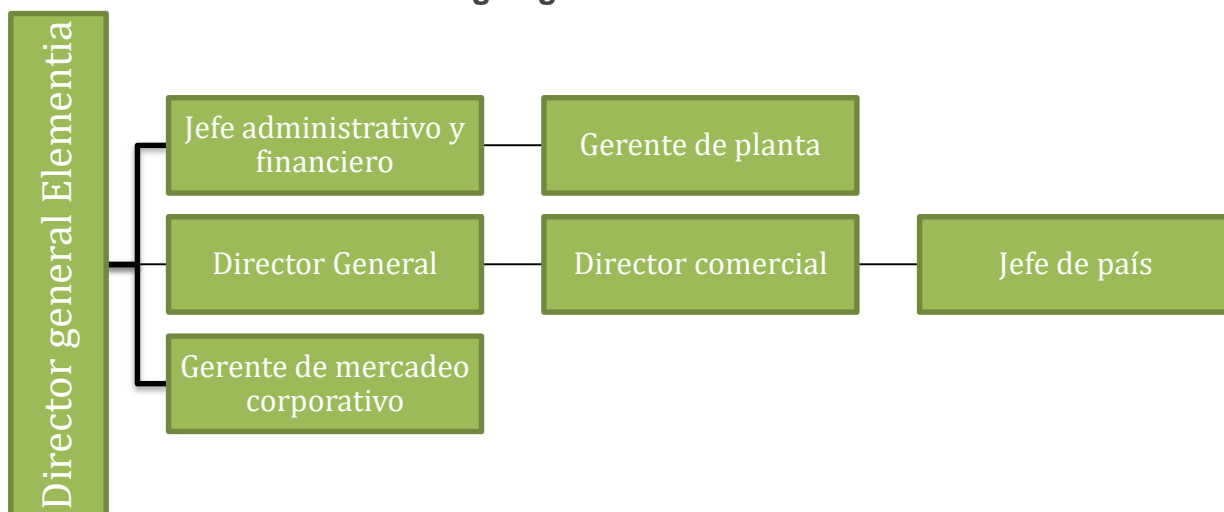 Director general Elementia
Jefe administrativo y
financiero
Gerente de planta
Director General
Director comercial
Jefe de país
Gerente de mercadeo
corporativo